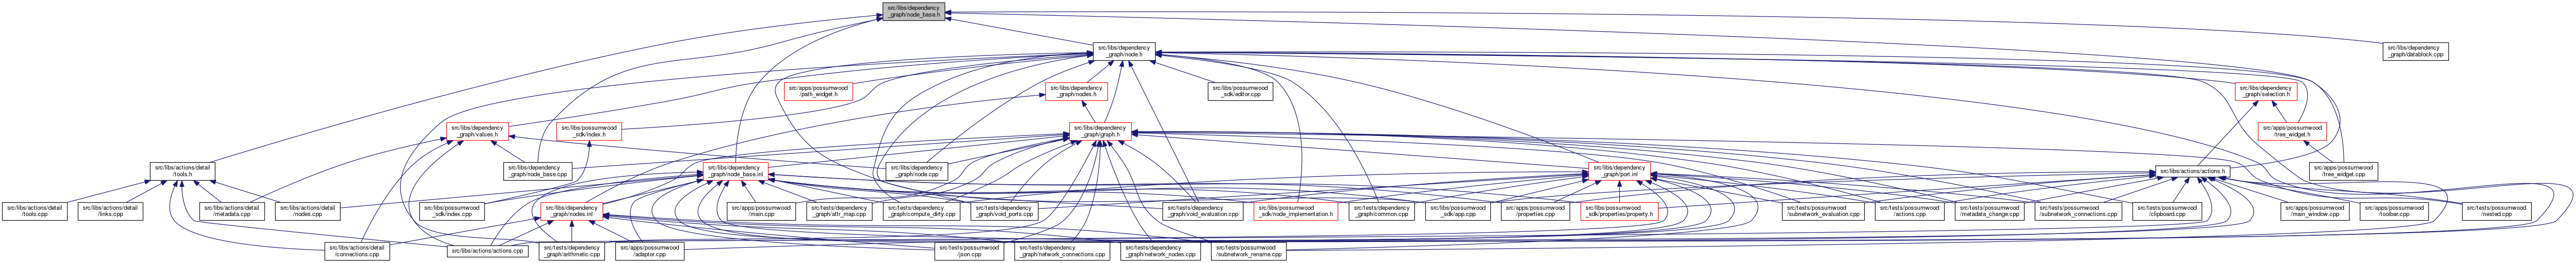 src/libs/dependency
_graph/node_base.h
src/libs/dependency
_graph/node.h
src/libs/dependency
_graph/datablock.cpp
src/apps/possumwood
/path_widget.h
src/libs/dependency
_graph/nodes.h
src/libs/possumwood
_sdk/editor.cpp
src/libs/dependency
_graph/selection.h
src/libs/dependency
_graph/values.h
src/libs/possumwood
_sdk/index.h
src/libs/dependency
_graph/graph.h
src/apps/possumwood
/tree_widget.h
src/libs/actions/detail
/tools.h
src/libs/dependency
_graph/node_base.cpp
src/libs/dependency
_graph/node_base.inl
src/libs/dependency
_graph/node.cpp
src/libs/dependency
_graph/port.inl
src/libs/actions/actions.h
src/apps/possumwood
/tree_widget.cpp
src/libs/actions/detail
/tools.cpp
src/libs/actions/detail
/links.cpp
src/libs/actions/detail
/metadata.cpp
src/libs/actions/detail
/nodes.cpp
src/libs/possumwood
_sdk/index.cpp
src/libs/dependency
_graph/nodes.inl
src/apps/possumwood
/main.cpp
src/tests/dependency
_graph/attr_map.cpp
src/tests/dependency
_graph/compute_dirty.cpp
src/tests/dependency
_graph/void_ports.cpp
src/tests/dependency
_graph/void_evaluation.cpp
src/libs/possumwood
_sdk/node_implementation.h
src/tests/dependency
_graph/common.cpp
src/libs/possumwood
_sdk/app.cpp
src/apps/possumwood
/properties.cpp
src/libs/possumwood
_sdk/properties/property.h
src/tests/possumwood
/subnetwork_evaluation.cpp
src/tests/possumwood
/actions.cpp
src/tests/possumwood
/metadata_change.cpp
src/tests/possumwood
/subnetwork_connections.cpp
src/tests/possumwood
/clipboard.cpp
src/apps/possumwood
/main_window.cpp
src/apps/possumwood
/toolbar.cpp
src/tests/possumwood
/nested.cpp
src/libs/actions/detail
/connections.cpp
src/libs/actions/actions.cpp
src/tests/dependency
_graph/arithmetic.cpp
src/apps/possumwood
/adaptor.cpp
src/tests/possumwood
/json.cpp
src/tests/dependency
_graph/network_connections.cpp
src/tests/dependency
_graph/network_nodes.cpp
src/tests/possumwood
/subnetwork_rename.cpp